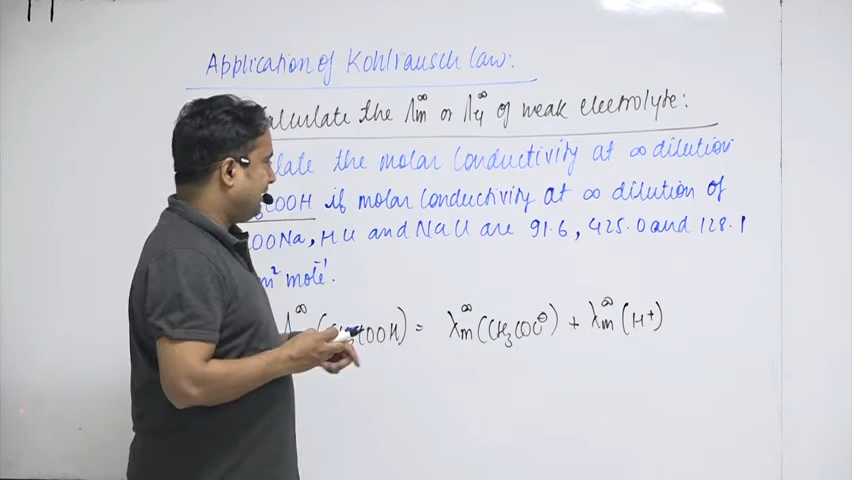 Application of Kohlrausch law:
alculate the Λm∞ or Λeq∞ of weak electrolyte:
late the molar conductivity at ∞ dilution
COOH if molar conductivity at ∞ dilution of
OONa, HCl and NaCl are 91.6, 425.0 and 128.1
m² mole⁻¹.
COOH) = λm∞ (CH₃COO⊖) + λm∞ (H⁺)